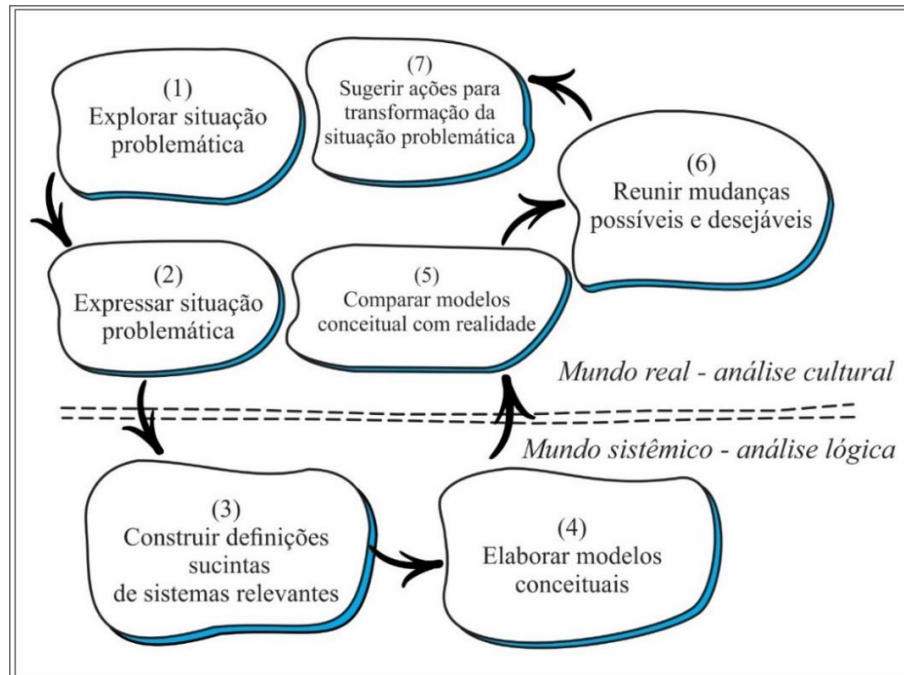 (1)
Explorar situação
problemática
(2)
Expressar situação
problemática
(3)
Construir definições
sucintas
de sistemas relevantes
(4)
Elaborar modelos
conceituais
(5)
Comparar modelos
conceitual com realidade
(6)
Reunir mudanças
possíveis e desejáveis
(7)
Sugerir ações para
transformação da
situação problemática
Mundo real - análise cultural
Mundo sistêmico - análise lógica